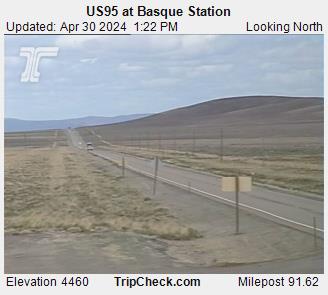 US95 at Basque Station
Updated: Apr 30 2024 1:22 PM Looking North
Elevation 4460 TripCheck.com Milepost 91.62